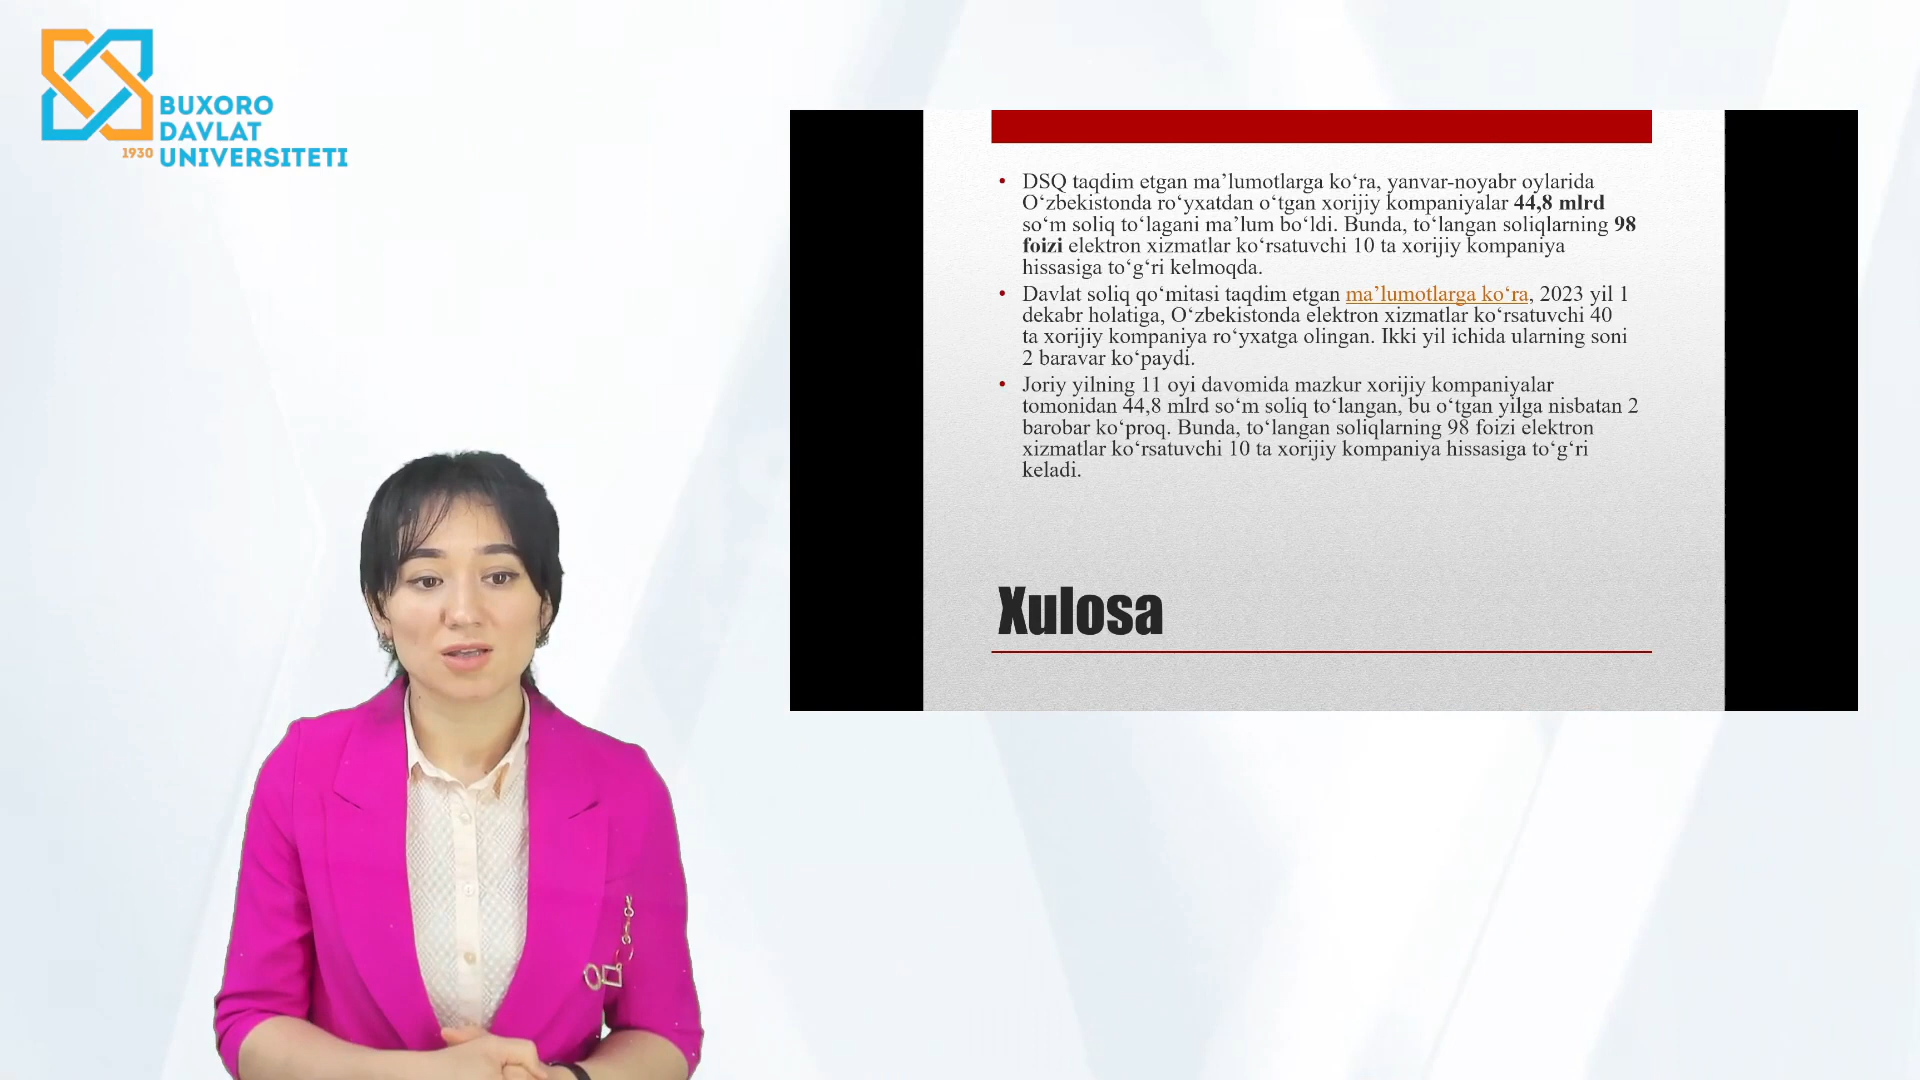 BUXORO
DAVLAT
1930 UNIVERSITETI
• DSQ taqdim etgan ma’lumotlarga ko‘ra, yanvar-noyabr oylarida
O‘zbekistonda ro‘yxatdan o‘tgan xorijiy kompaniyalar 44,8 mlrd
so‘m soliq to‘lagani ma’lum bo‘ldi. Bunda, to‘langan soliqlarning 98
foizi elektron xizmatlar ko‘rsatuvchi 10 ta xorijiy kompaniya
hissasiga to‘g‘ri kelmoqda.
• Davlat soliq qo‘mitasi taqdim etgan ma’lumotlarga ko‘ra, 2023 yil 1
dekabr holatiga, O‘zbekistonda elektron xizmatlar ko‘rsatuvchi 40
ta xorijiy kompaniya ro‘yxatga olingan. Ikki yil ichida ularning soni
2 baravar ko‘paydi.
• Joriy yilning 11 oyi davomida mazkur xorijiy kompaniyalar
tomonidan 44,8 mlrd so‘m soliq to‘langan, bu o‘tgan yilga nisbatan 2
barobar ko‘proq. Bunda, to‘langan soliqlarning 98 foizi elektron
xizmatlar ko‘rsatuvchi 10 ta xorijiy kompaniya hissasiga to‘g‘ri
keladi.
Xulosa